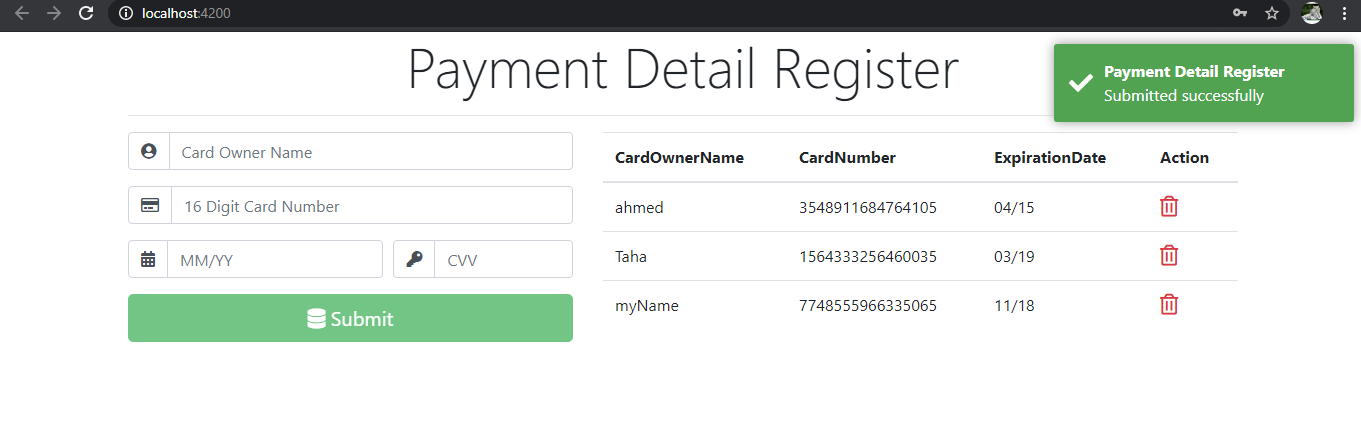 localhost:4200
Payment Detail Register
Payment Detail Register
Submitted successfully
Card Owner Name
16 Digit Card Number
MM/YY CVV
Submit
CardOwnerName CardNumber ExpirationDate Action
ahmed 3548911684764105 04/15
Taha 1564333256460035 03/19
myName 7748555966335065 11/18